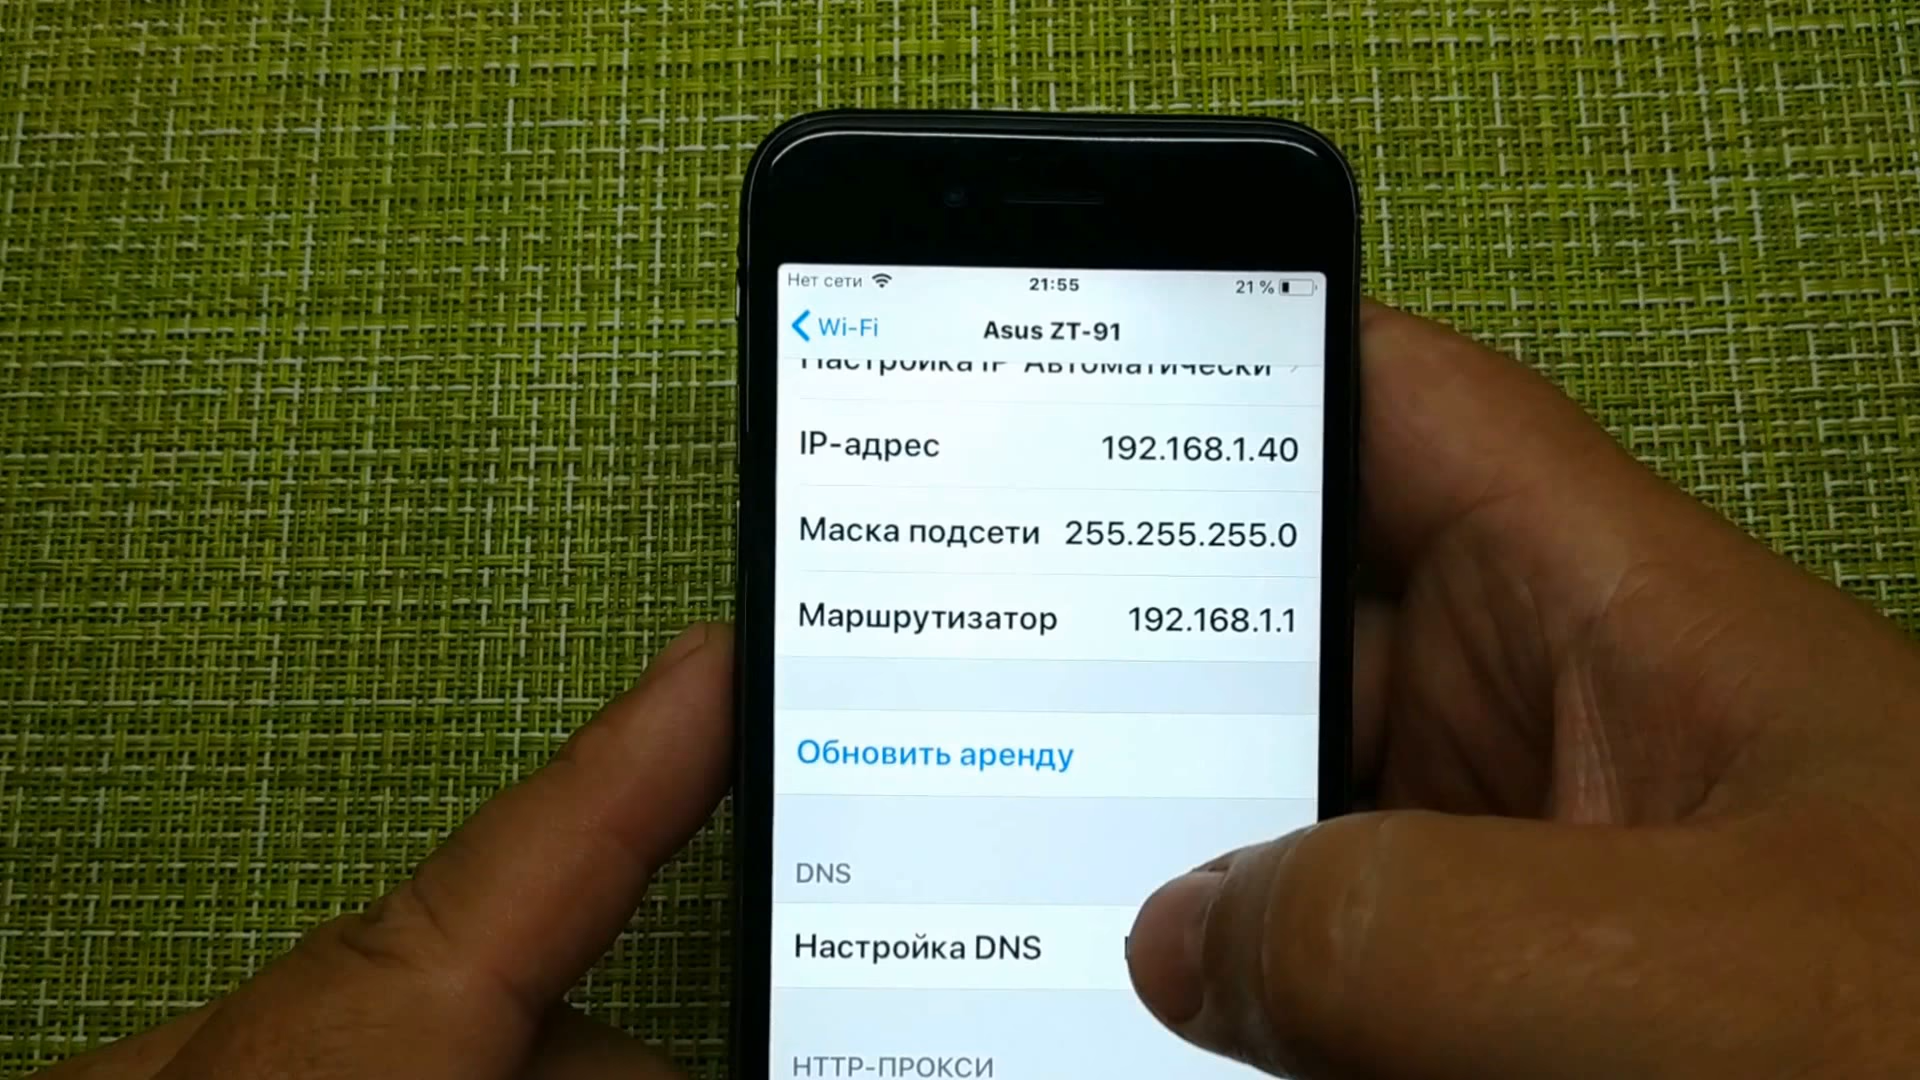 Нет сети 21:55 21 %
Wi-Fi Asus ZT-91
Настройка IP Автоматически
IP-адрес 192.168.1.40
Маска подсети 255.255.255.0
Маршрутизатор 192.168.1.1
Обновить аренду
DNS
Настройка DNS
HTTP-ПРОКСИ